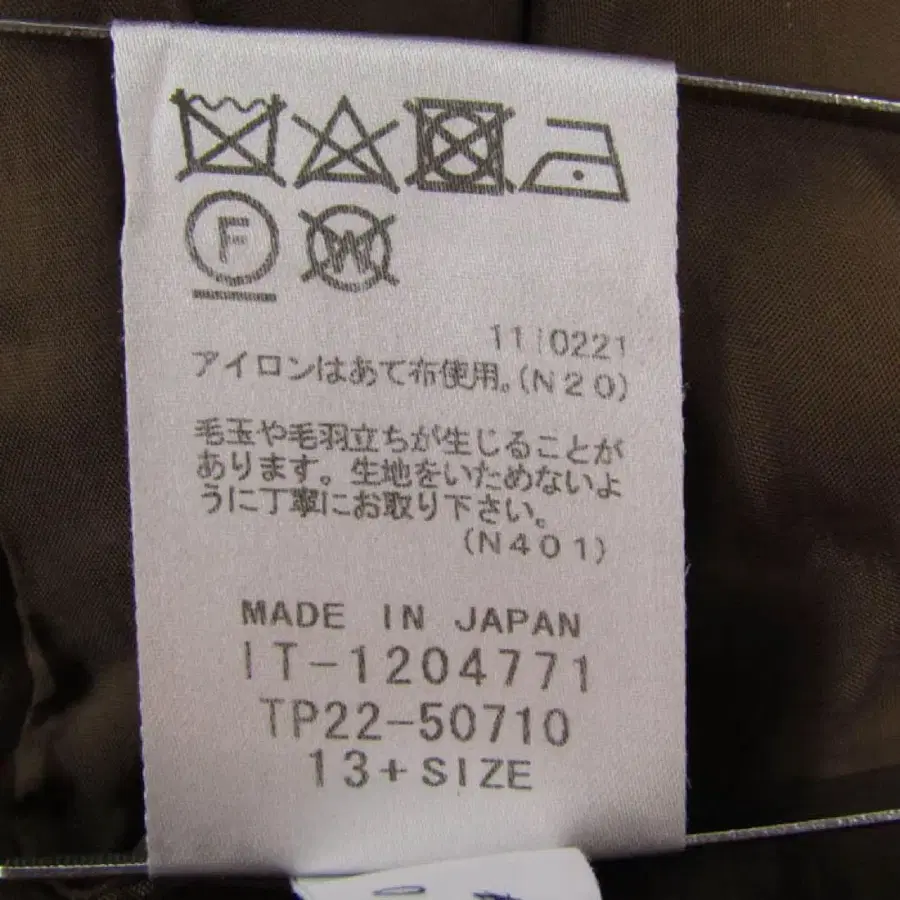 F W
11|0221
アイロンはあて布使用。(N20)
毛玉や毛羽立ちが生じることが
あります。生地をいためないよ
うに丁寧にお取り下さい。
(N401)
MADE IN JAPAN
IT-1204771
TP22-50710
13+SIZE